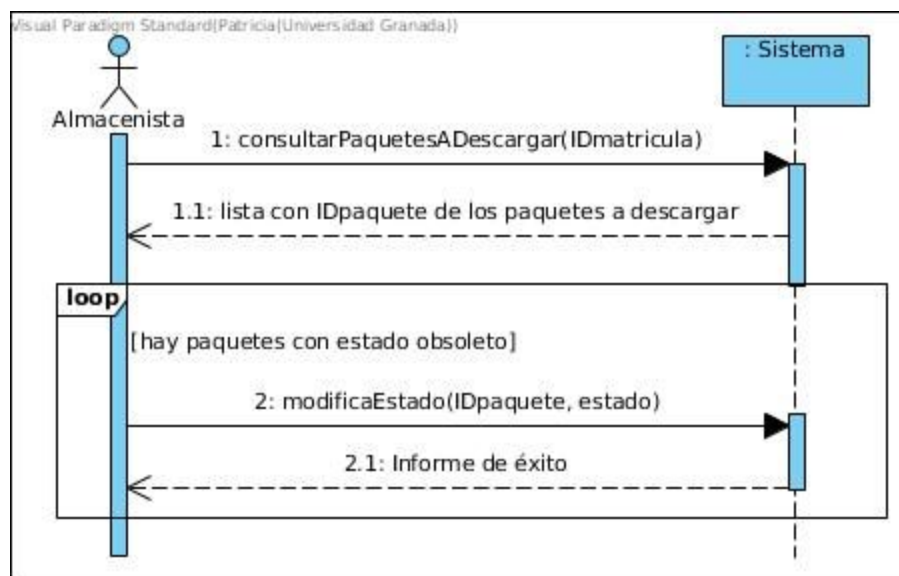 Visual Paradigm Standard(Patricia(Universidad Granada))
: Sistema
Almacenista
1: consultarPaquetesADescargar(IDmatricula)
1.1: lista con IDpaquete de los paquetes a descargar
loop
[hay paquetes con estado obsoleto]
2: modificaEstado(IDpaquete, estado)
2.1: Informe de éxito